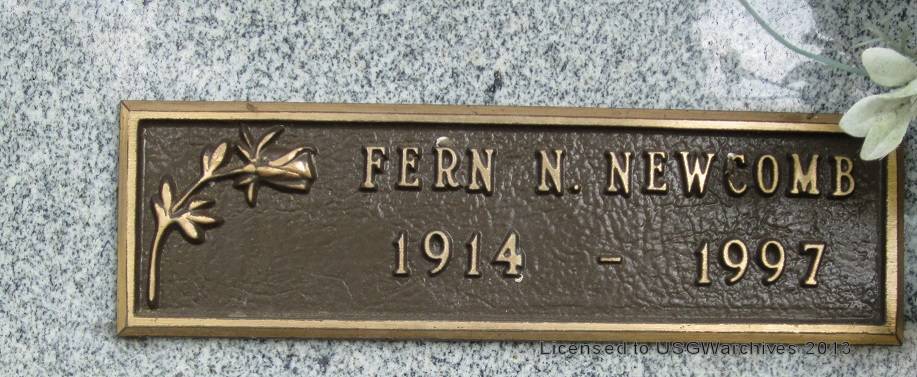 FERN N. NEWCOMB
1914 - 1997
Licensed to USGWarchives 2013